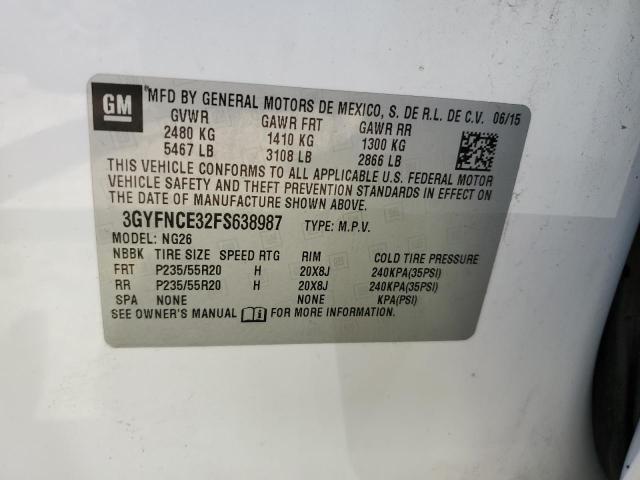 GM ® MFD BY GENERAL MOTORS DE MEXICO, S. DE R.L. DE C.V. 06/15
GVWR GAWR FRT GAWR RR
2480 KG 1410 KG 1300 KG
5467 LB 3108 LB 2866 LB
THIS VEHICLE CONFORMS TO ALL APPLICABLE U.S. FEDERAL MOTOR
VEHICLE SAFETY AND THEFT PREVENTION STANDARDS IN EFFECT ON
THE DATE OF MANUFACTURE SHOWN ABOVE.
3GYFNCE32FS638987 TYPE: M.P.V.
MODEL: NG26
NBBK TIRE SIZE SPEED RTG RIM COLD TIRE PRESSURE
FRT P235/55R20 H 20X8J 240KPA(35PSI)
RR P235/55R20 H 20X8J 240KPA(35PSI)
SPA NONE NONE KPA(PSI)
SEE OWNER'S MANUAL FOR MORE INFORMATION.